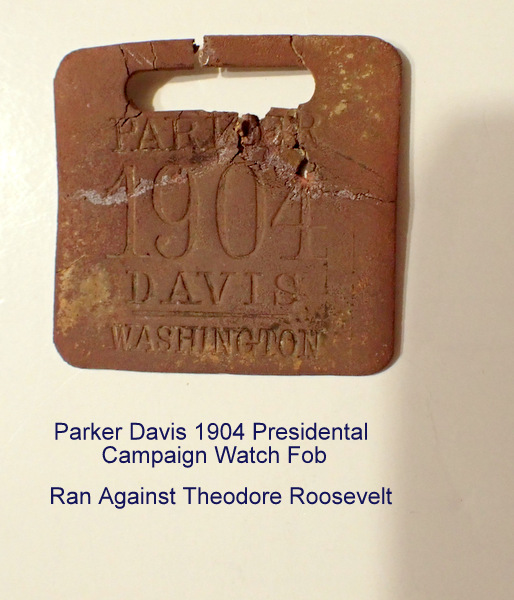 PARKER
1904
DAVIS
WASHINGTON
Parker Davis 1904 Presidental
Campaign Watch Fob
Ran Against Theodore Roosevelt